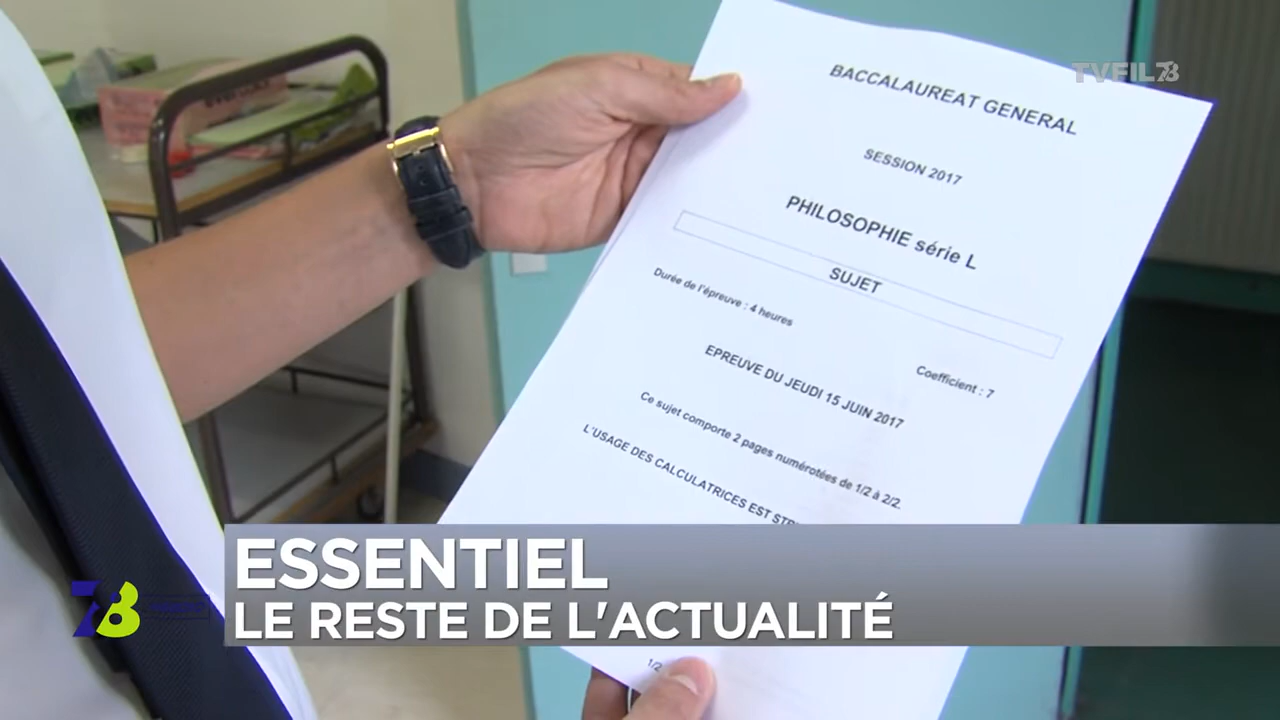 TVFIL78
BACCALAUREAT GENERAL
SESSION 2017
PHILOSOPHIE série L
SUJET
Durée de l'épreuve : 4 heures
Coefficient : 7
EPREUVE DU JEUDI 15 JUIN 2017
Ce sujet comporte 2 pages numérotées de 1/2 à 2/2.
L'USAGE DES CALCULATRICES EST
ESSENTIEL
LE RESTE DE L'ACTUALITÉ
78
1/2